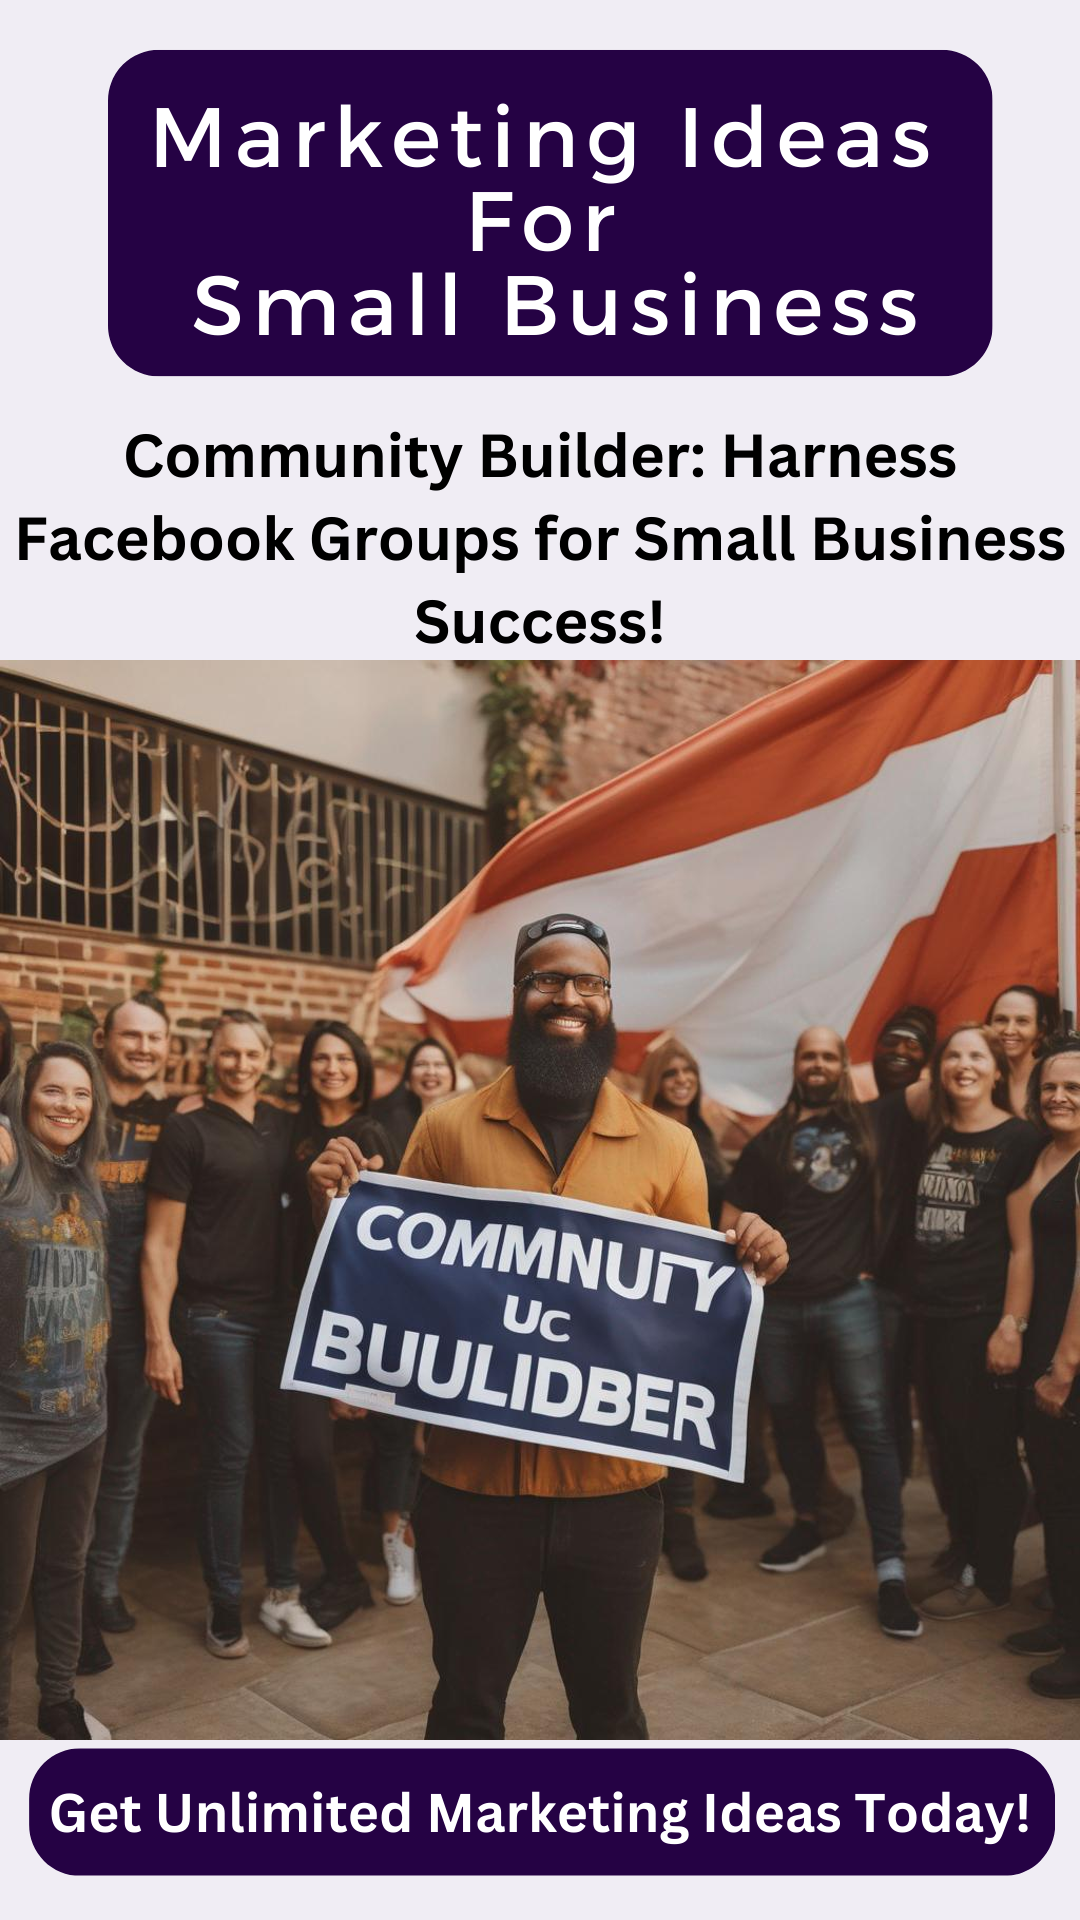 Marketing Ideas
For
Small Business
Community Builder: Harness
Facebook Groups for Small Business
Success!
COMMNUITY
UC
BUULIDBER
Get Unlimited Marketing Ideas Today!